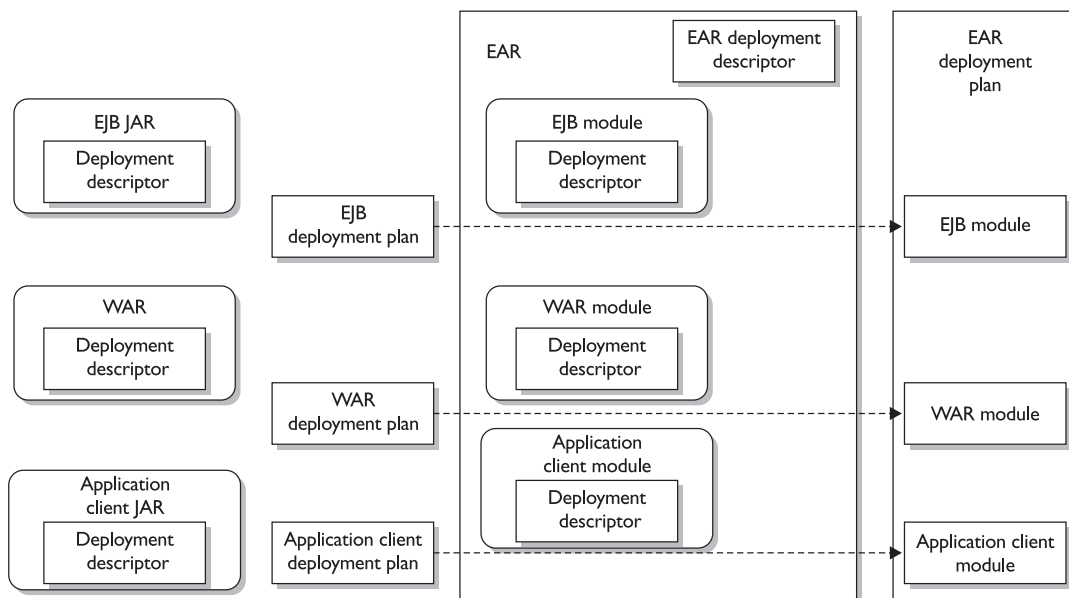 EAR
EAR deployment
descriptor
EAR
deployment
plan
EJB JAR
Deployment
descriptor
EJB module
Deployment
descriptor
EJB
deployment plan
EJB module
WAR
Deployment
descriptor
WAR module
Deployment
descriptor
WAR
deployment plan
WAR module
Application
client JAR
Deployment
descriptor
Application
client module
Deployment
descriptor
Application client
deployment plan
Application client
module